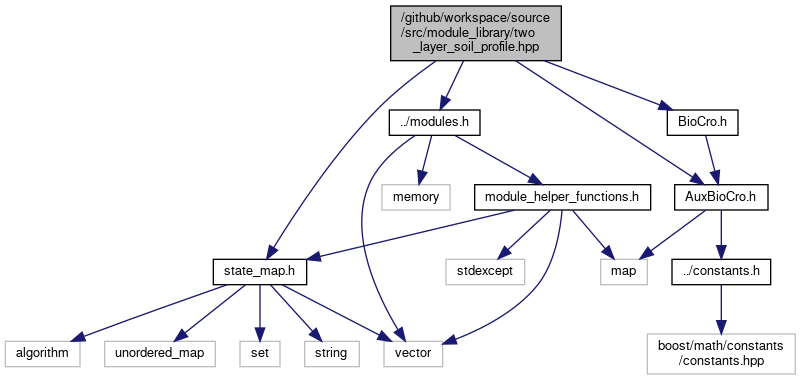 /github/workspace/source
/src/module_library/two
_layer_soil_profile.hpp
../modules.h
BioCro.h
memory
module_helper_functions.h
AuxBioCro.h
state_map.h
stdexcept
map
../constants.h
algorithm
unordered_map
set
string
vector
boost/math/constants
/constants.hpp